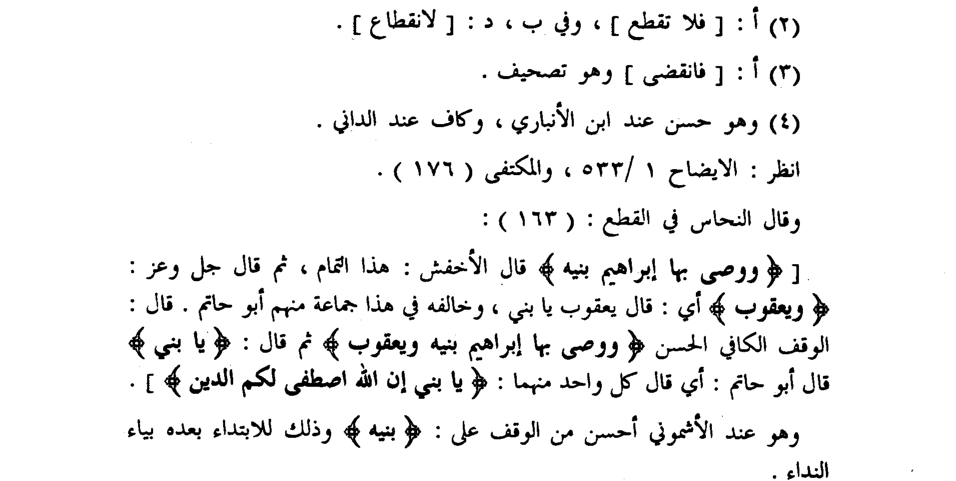 (٢) أ : [ فلا تقطع ] ، وفي ب ، د : [ لانقطاع ] .
(٣) أ : [ فانقضى ] وهو تصحيف .
(٤) وهو حسن عند ابن الأنباري ، وكاف عند الداني .
انظر : الايضاح ١ /٥٣٣ ، والمكتفى ( ١٧٦ ) .
وقال النحاس في القطع : ( ١٦٣ ) :
[ ﴿ ووصى بها إبراهيم بنيه ﴾ قال الأخفش : هذا التمام ، ثم قال جل وعز :
﴿ ويعقوب ﴾ أي : قال يعقوب يا بني ، وخالفه في هذا جماعة منهم أبو حاتم . قال :
الوقف الكافي الحسن ﴿ ووصى بها إبراهيم بنيه ويعقوب ﴾ ثم قال : ﴿ يا بني ﴾
قال أبو حاتم : أي قال كل واحد منهما : ﴿ يا بني إن الله اصطفى لكم الدين ﴾ ] .
وهو عند الأشموني أحسن من الوقف على : ﴿ بنيه ﴾ وذلك للابتداء بعده بياء
النداء .